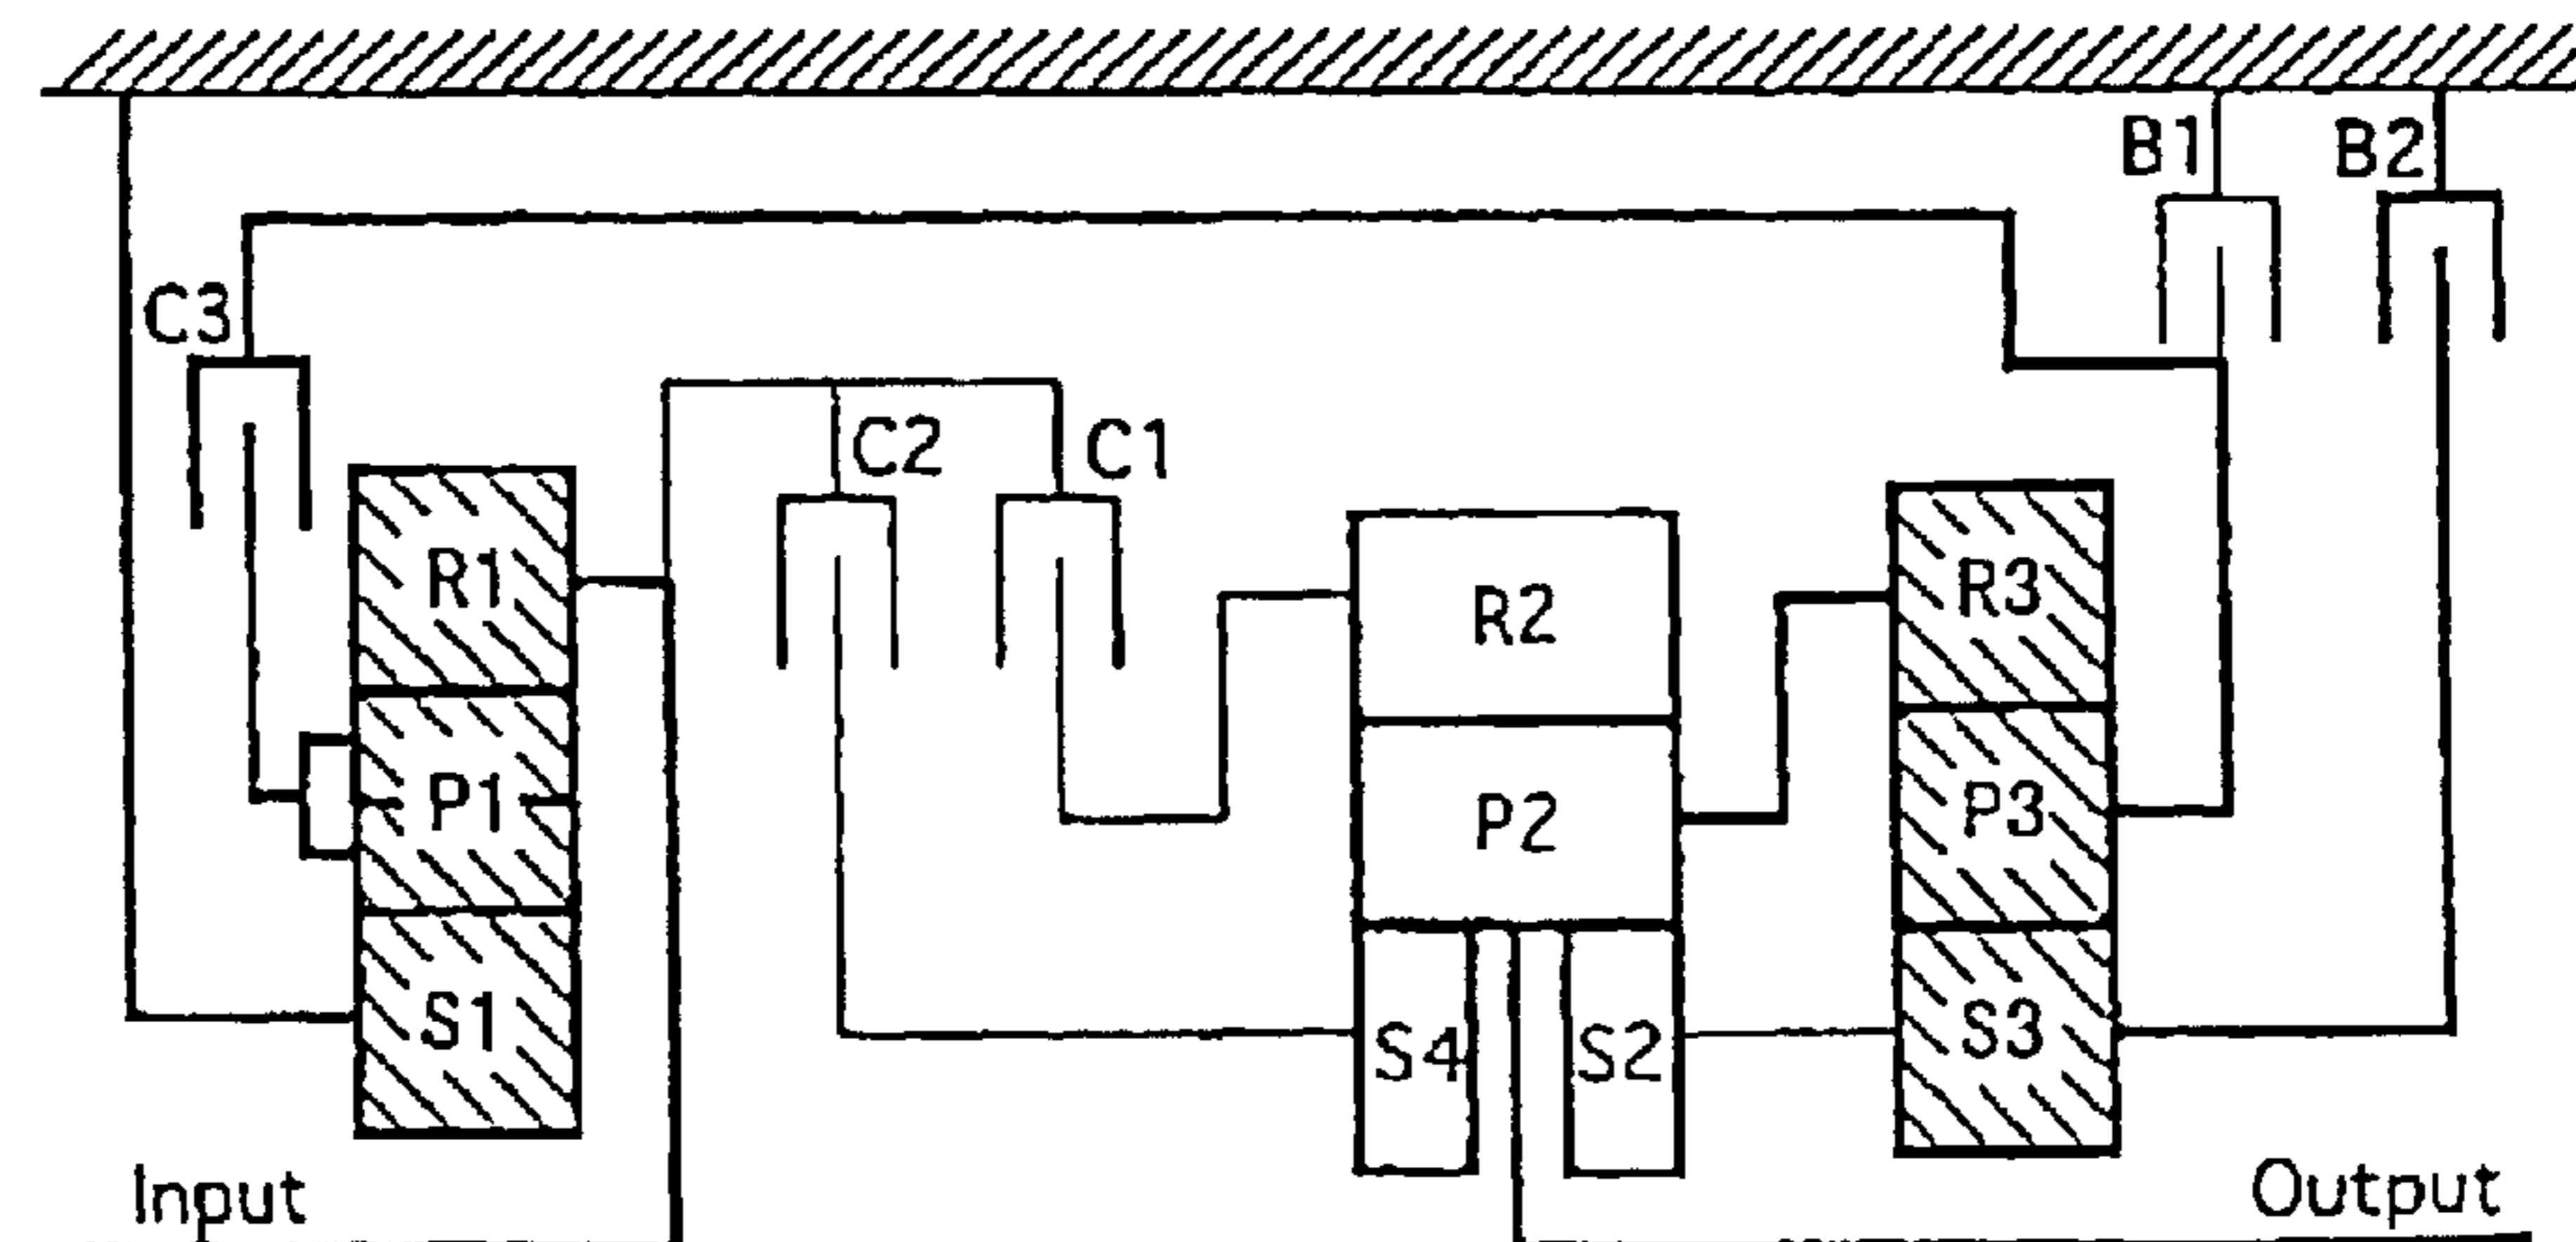 B1 B2
C3
C2 C1
R1 R2 R3
P1 P2 P3
S1 S4 S2 S3
Input Output